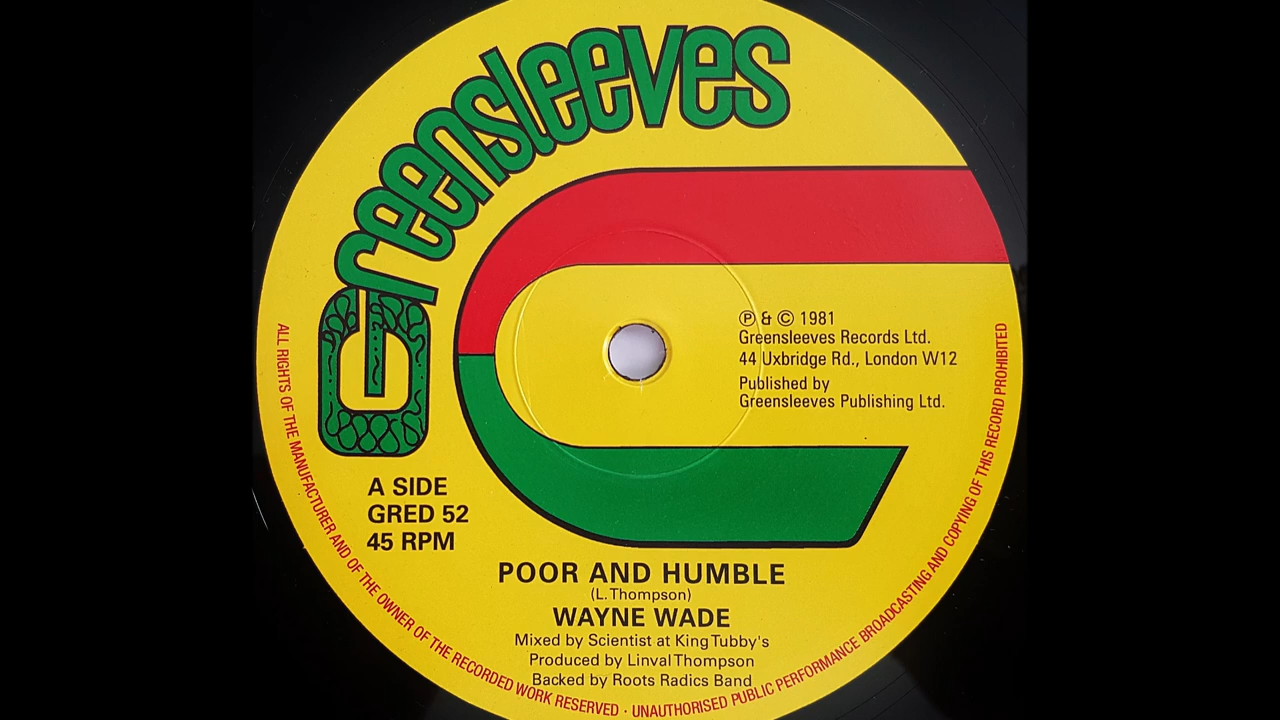 Greensleeves
℗ & © 1981
Greensleeves Records Ltd.
44 Uxbridge Rd., London W12
Published by
Greensleeves Publishing Ltd.
A SIDE
GRED 52
45 RPM
POOR AND HUMBLE
(L. Thompson)
WAYNE WADE
Mixed by Scientist at King Tubby's
Produced by Linval Thompson
Backed by Roots Radics Band
ALL RIGHTS OF THE MANUFACTURER AND OF THE OWNER OF THE RECORDED WORK RESERVED · UNAUTHORISED PUBLIC PERFORMANCE BROADCASTING AND COPYING OF THIS RECORD PROHIBITED